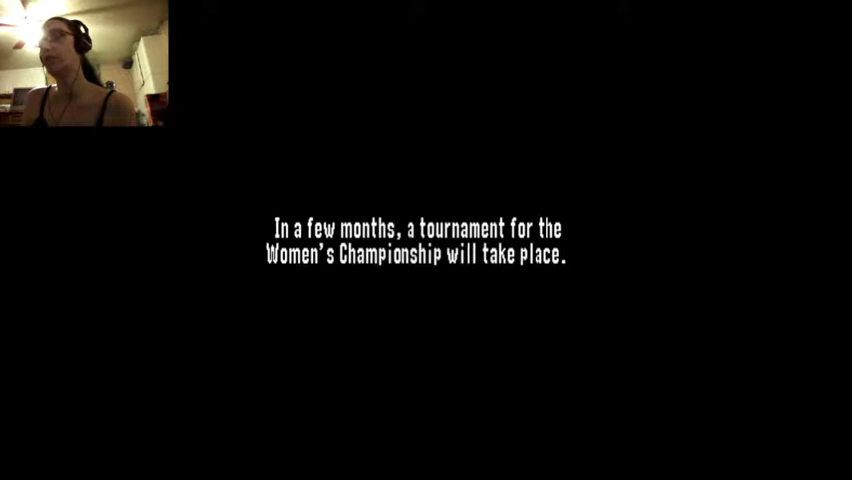 In a few months, a tournament for the
Women's Championship will take place.